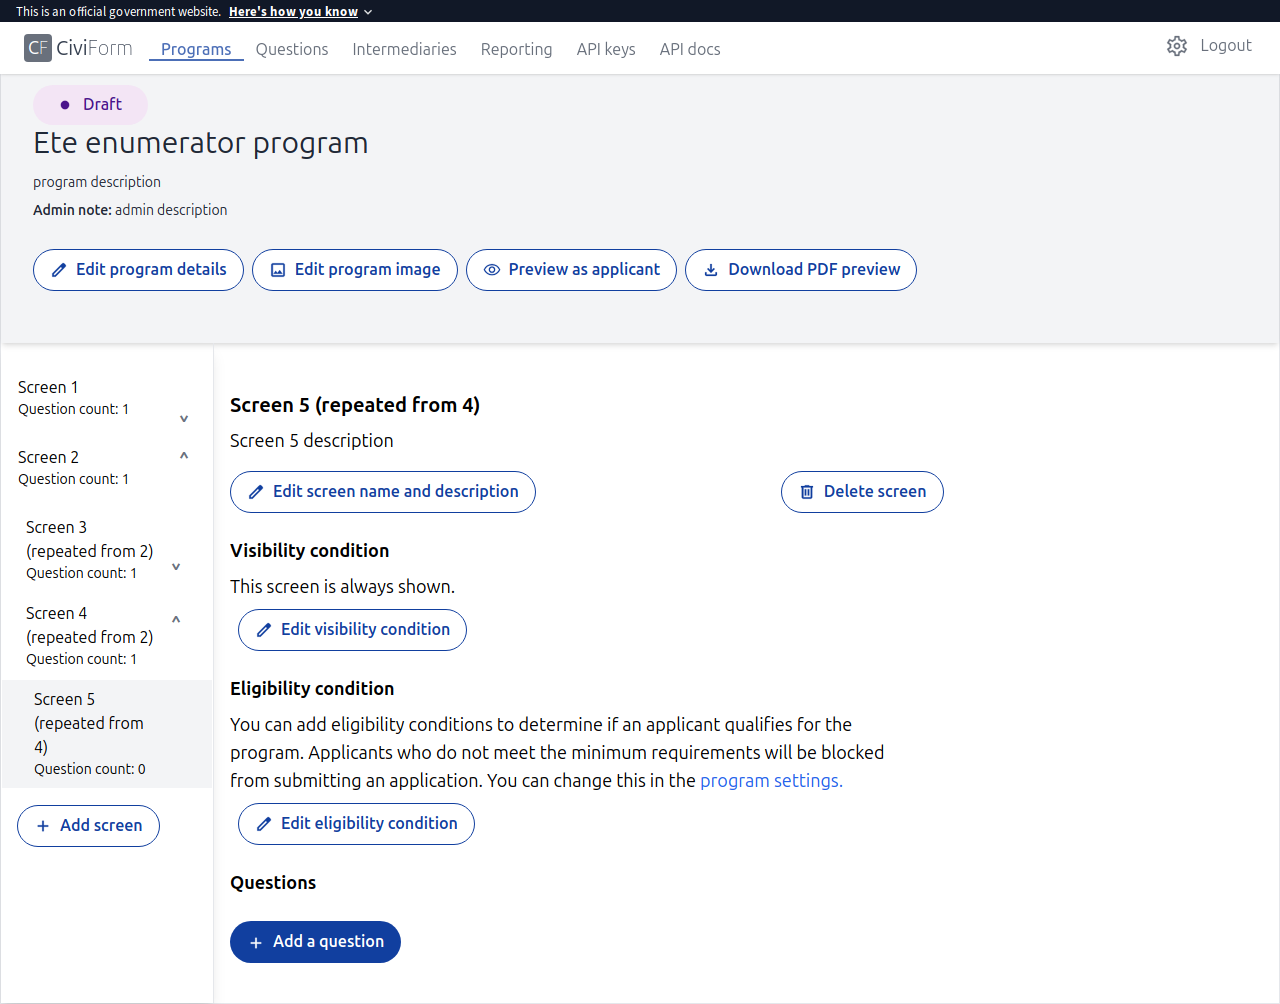 This is an official government website. Here's how you know
CF CiviForm Programs Questions Intermediaries Reporting API keys API docs Logout
Draft
Ete enumerator program
program description
Admin note: admin description
Edit program details Edit program image Preview as applicant Download PDF preview
Screen 1
Question count: 1
Screen 2
Question count: 1
Screen 3
(repeated from 2)
Question count: 1
Screen 4
(repeated from 2)
Question count: 1
Screen 5
(repeated from
4)
Question count: 0
Add screen
Screen 5 (repeated from 4)
Screen 5 description
Edit screen name and description Delete screen
Visibility condition
This screen is always shown.
Edit visibility condition
Eligibility condition
You can add eligibility conditions to determine if an applicant qualifies for the
program. Applicants who do not meet the minimum requirements will be blocked
from submitting an application. You can change this in the program settings.
Edit eligibility condition
Questions
Add a question